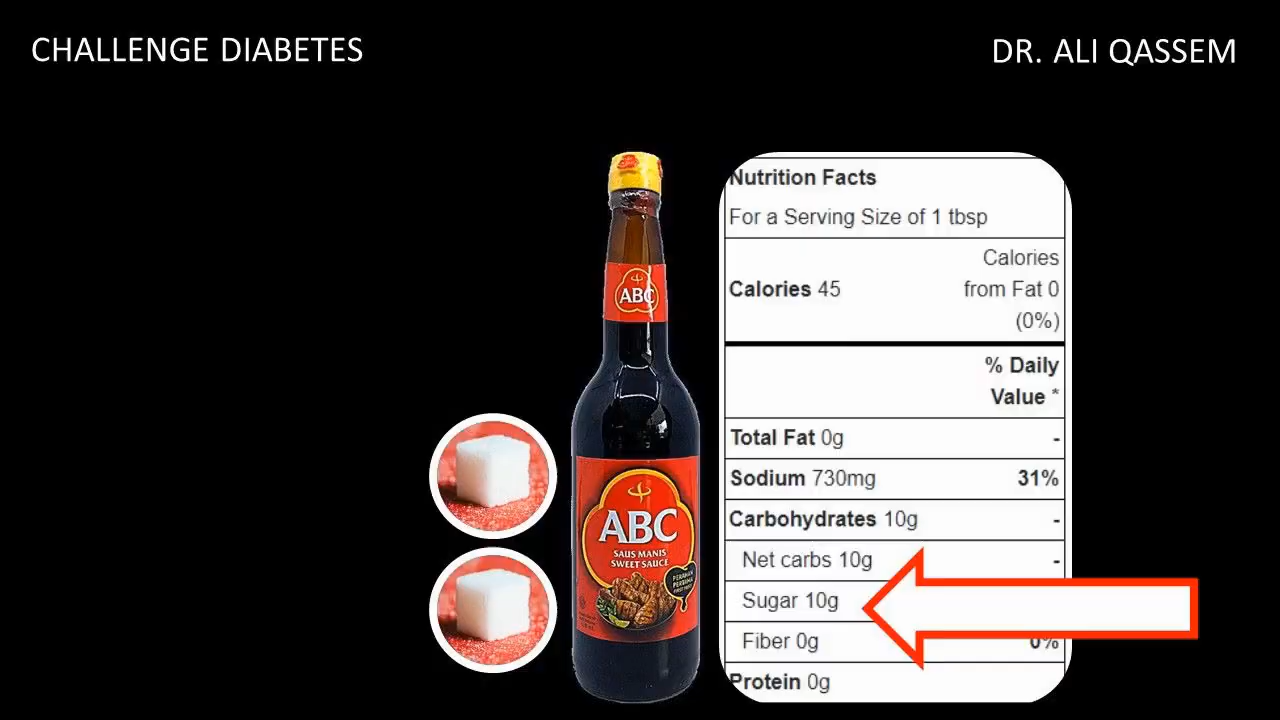 CHALLENGE DIABETES
DR. ALI QASSEM
ABC
ABC
SAUS MANIS
SWEET SAUCE
Nutrition Facts
For a Serving Size of 1 tbsp
Calories 45
Calories
from Fat 0
(0%)
% Daily
Value *
Total Fat 0g -
Sodium 730mg 31%
Carbohydrates 10g -
Net carbs 10g -
Sugar 10g
Fiber 0g 0%
Protein 0g